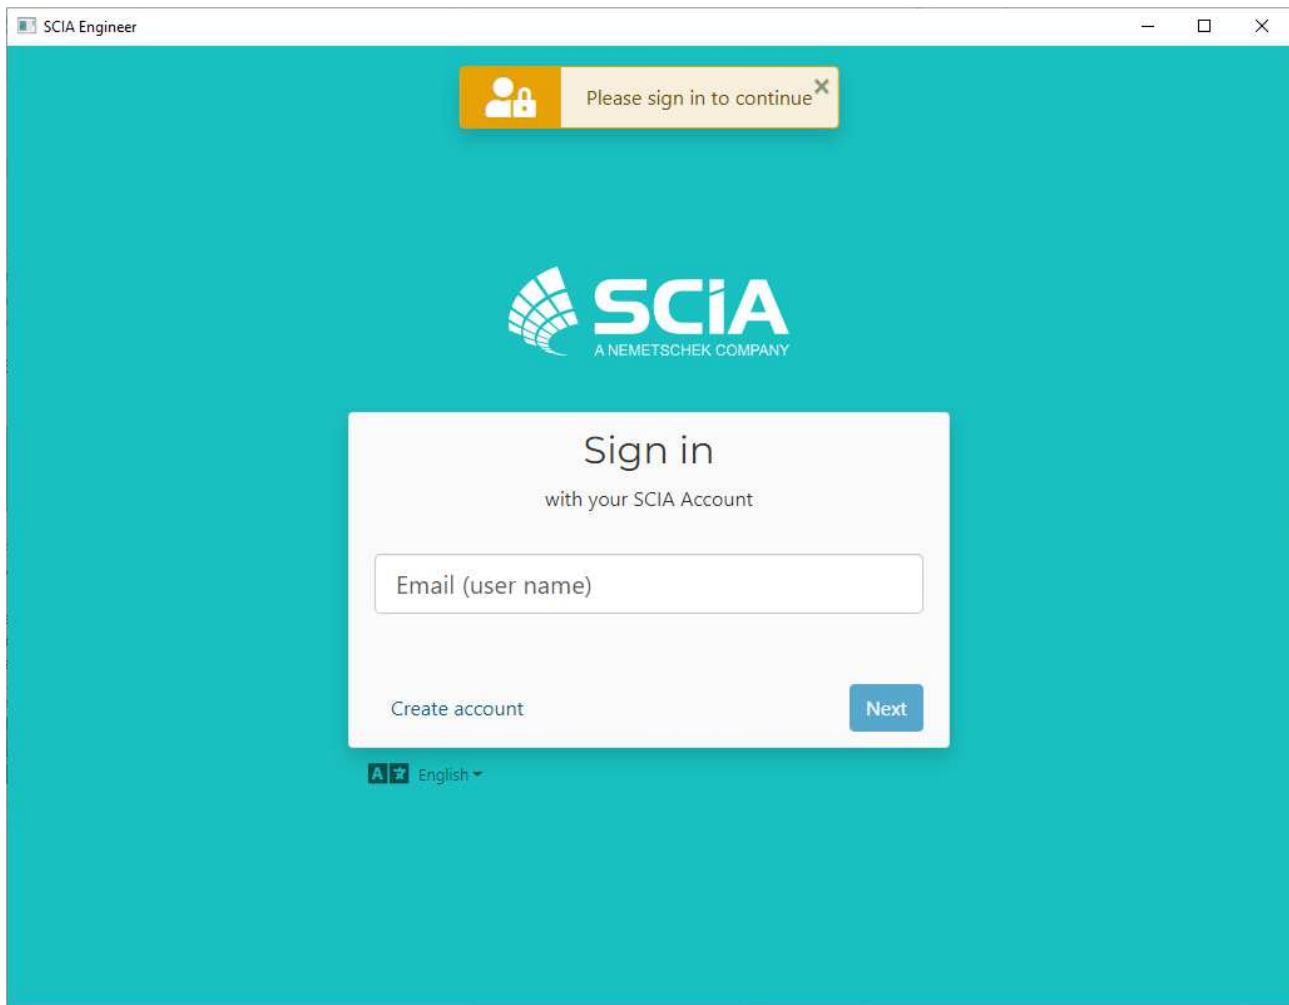 SCIA Engineer
Please sign in to continue
SCiA
A NEMETSCHEK COMPANY
Sign in
with your SCIA Account
Email (user name)
Create account
Next
English